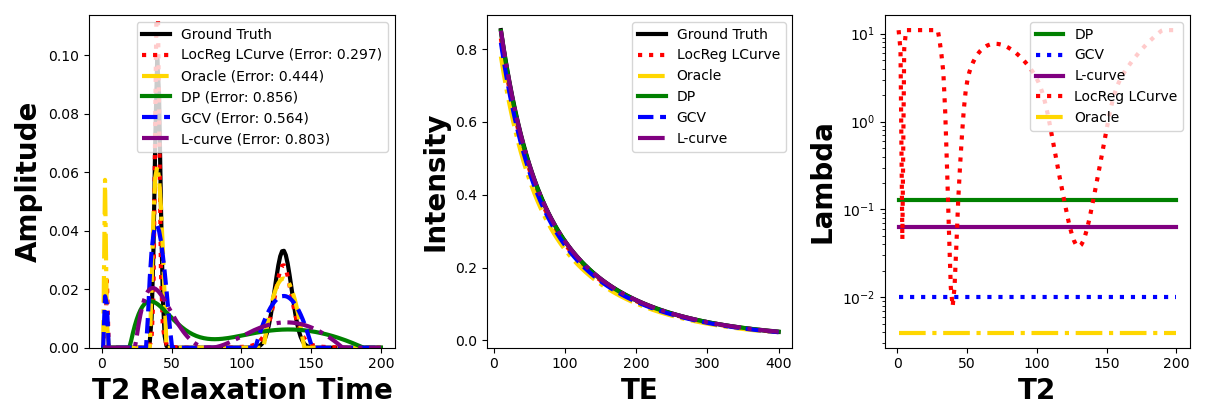 Amplitude
0.10
0.08
0.06
0.04
0.02
0.00
Ground Truth
LocReg LCurve (Error: 0.297)
Oracle (Error: 0.444)
DP (Error: 0.856)
GCV (Error: 0.564)
L-curve (Error: 0.803)
0 50 100 150 200
T2 Relaxation Time
Intensity
0.8
0.6
0.4
0.2
0.0
Ground Truth
LocReg LCurve
Oracle
DP
GCV
L-curve
0 100 200 300 400
TE
Lambda
10¹
10⁰
10⁻¹
10⁻²
DP
GCV
L-curve
LocReg LCurve
Oracle
0 50 100 150 200
T2